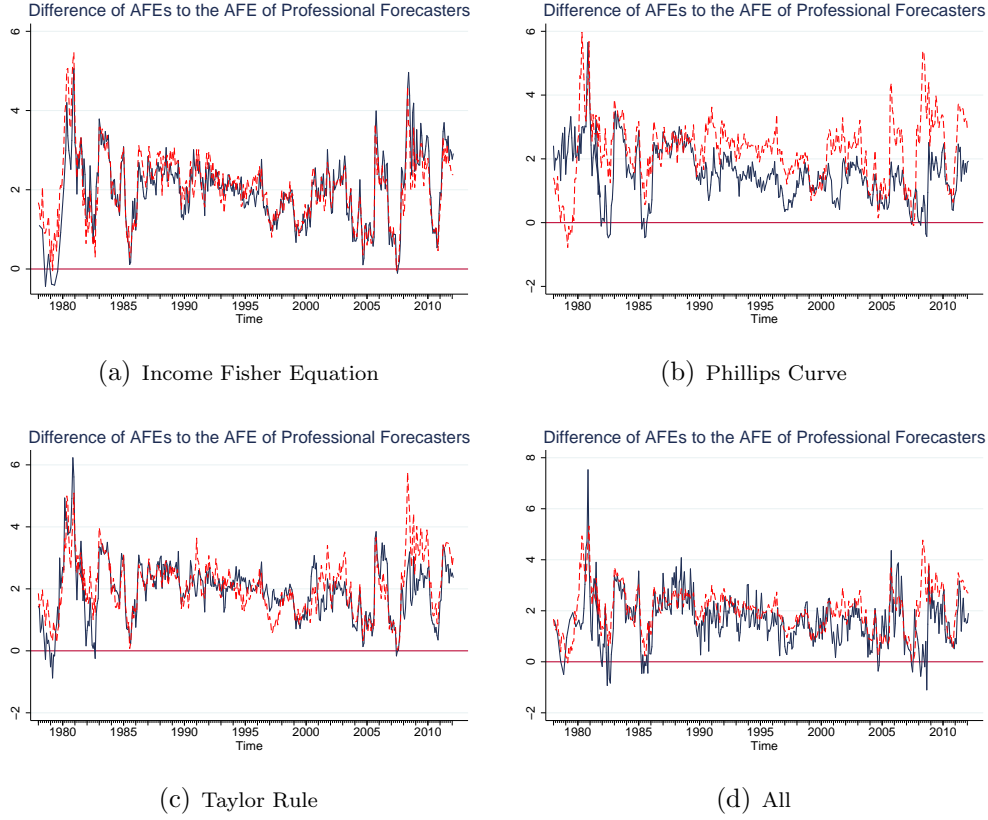 Difference of AFEs to the AFE of Professional Forecasters
6
4
2
0
1980 1985 1990 1995 2000 2005 2010
Time
(a) Income Fisher Equation
Difference of AFEs to the AFE of Professional Forecasters
6
4
2
0
−2
1980 1985 1990 1995 2000 2005 2010
Time
(b) Phillips Curve
Difference of AFEs to the AFE of Professional Forecasters
6
4
2
0
−2
1980 1985 1990 1995 2000 2005 2010
Time
(c) Taylor Rule
Difference of AFEs to the AFE of Professional Forecasters
8
6
4
2
0
−2
1980 1985 1990 1995 2000 2005 2010
Time
(d) All